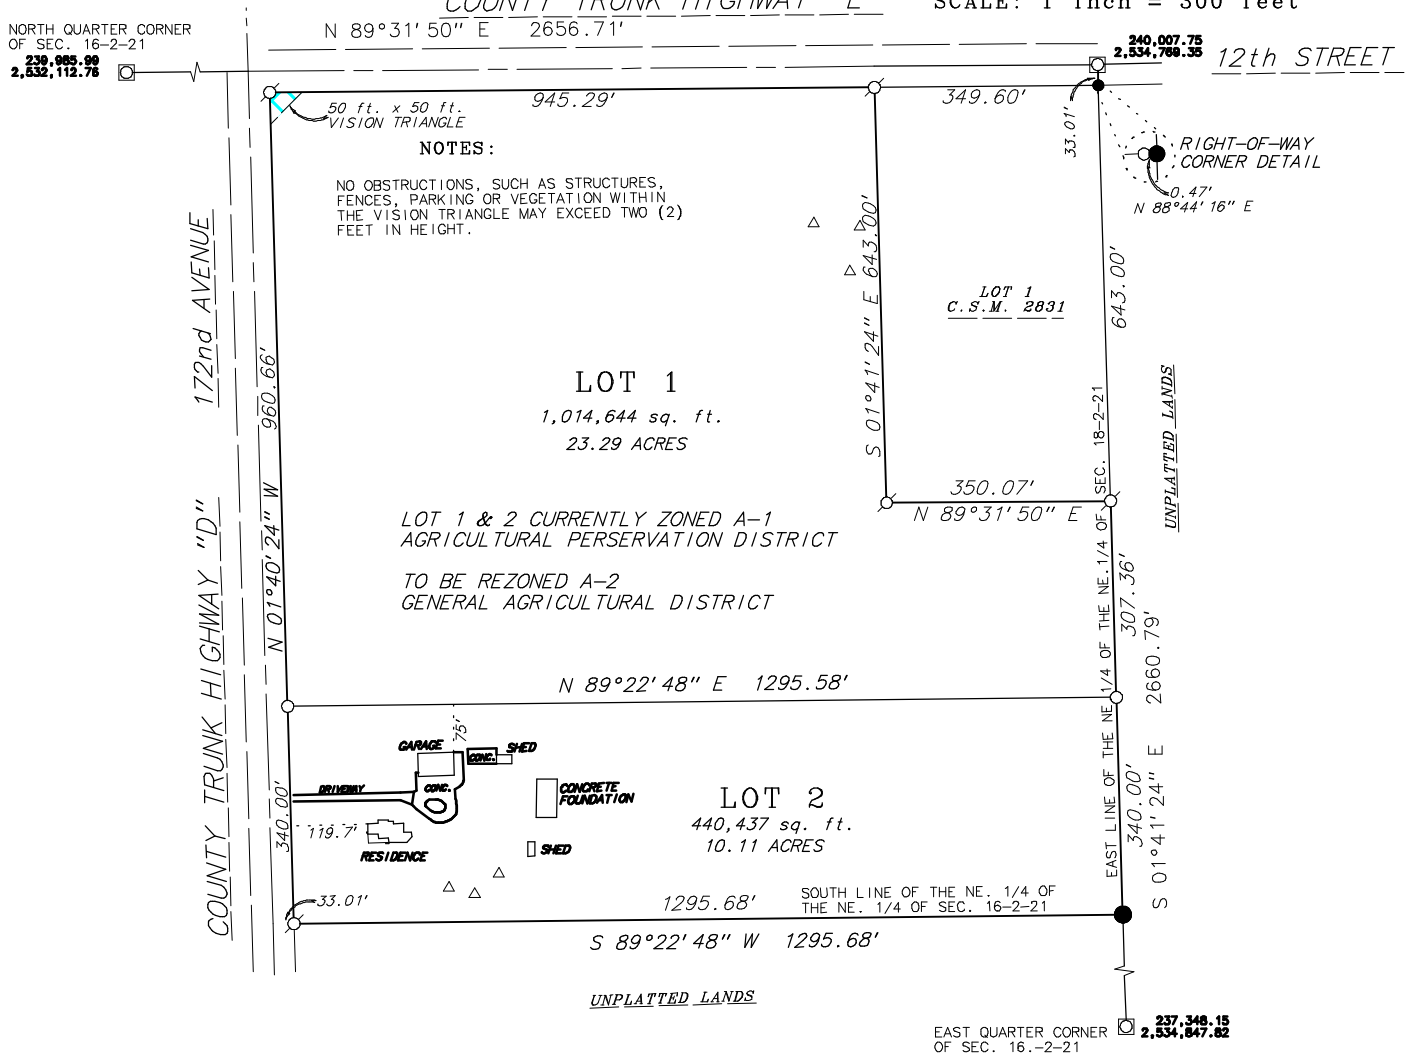 COUNTY TRUNK HIGHWAY "E"
SCALE: 1 inch = 300 feet
NORTH QUARTER CORNER
OF SEC. 16-2-21
239,985.99
2,532,112.76
N 89°31'50" E 2656.71'
240,007.75
2,534,769.35
12th STREET
945.29'
349.60'
33.01'
50 ft. x 50 ft.
VISION TRIANGLE
NOTES:
NO OBSTRUCTIONS, SUCH AS STRUCTURES,
FENCES, PARKING OR VEGETATION WITHIN
THE VISION TRIANGLE MAY EXCEED TWO (2)
FEET IN HEIGHT.
RIGHT-OF-WAY
CORNER DETAIL
0.47'
N 88°44'16" E
172nd AVENUE
COUNTY TRUNK HIGHWAY "D"
N 01°40'24" W 960.66'
S 01°41'24" E 643.00'
LOT 1
C.S.M. 2831
643.00'
UNPLATTED LANDS
LOT 1
1,014,644 sq. ft.
23.29 ACRES
350.07'
N 89°31'50" E
LOT 1 & 2 CURRENTLY ZONED A-1
AGRICULTURAL PERSERVATION DISTRICT
TO BE REZONED A-2
GENERAL AGRICULTURAL DISTRICT
EAST LINE OF THE NE 1/4 OF THE NE.1/4 OF SEC. 18-2-21
307.36'
S 01°41'24" E 2660.79'
340.00'
N 89°22'48" E 1295.58'
75'
GARAGE
CONC.
SHED
DRIVEWAY
CONC.
CONCRETE
FOUNDATION
340.00'
119.7'
RESIDENCE
SHED
LOT 2
440,437 sq. ft.
10.11 ACRES
33.01'
1295.68'
SOUTH LINE OF THE NE. 1/4 OF
THE NE. 1/4 OF SEC. 16-2-21
S 89°22'48" W 1295.68'
UNPLATTED LANDS
EAST QUARTER CORNER
OF SEC. 16.-2-21
237,348.15
2,534,847.82